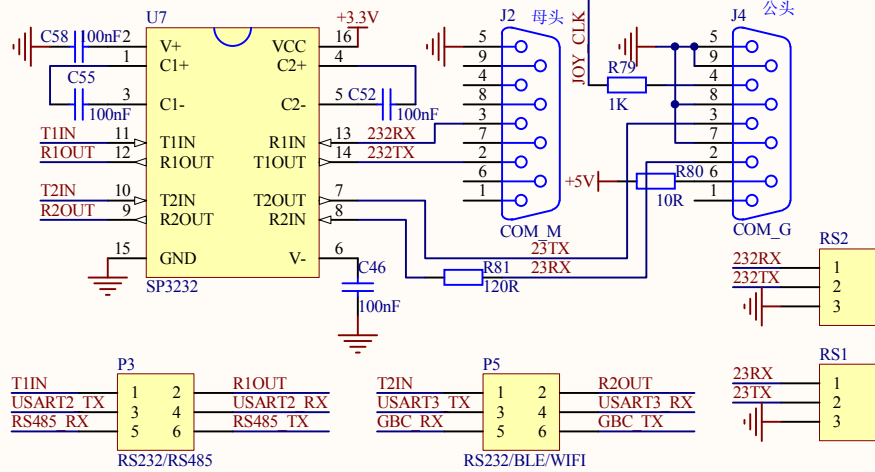 U7
+3.3V
J2 母头
JOY_CLK
J4 公头
C58 100nF 2 V+ VCC 16
1 C1+ C2+ 4
C55
100nF
3 C1- C2- 5 C52
100nF
T1IN 11 T1IN R1IN 13 232RX
R1OUT 12 R1OUT T1OUT 14 232TX
T2IN 10 T2IN T2OUT 7
R2OUT 9 R2OUT R2IN 8
15 GND V- 6
SP3232
C46
100nF
5
9
4
8
3
7
2
6
1
COM_M
R79
1K
+5V
R80
10R
5
9
4
8
3
7
2
6
1
COM_G
23TX
23RX
R81
120R
RS2
232RX 1
232TX 2
3
RS1
23RX 1
23TX 2
3
P3
T1IN 1 2 R1OUT
USART2_TX 3 4 USART2_RX
RS485_RX 5 6 RS485_TX
RS232/RS485
P5
T2IN 1 2 R2OUT
USART3_TX 3 4 USART3_RX
GBC_RX 5 6 GBC_TX
RS232/BLE/WIFI